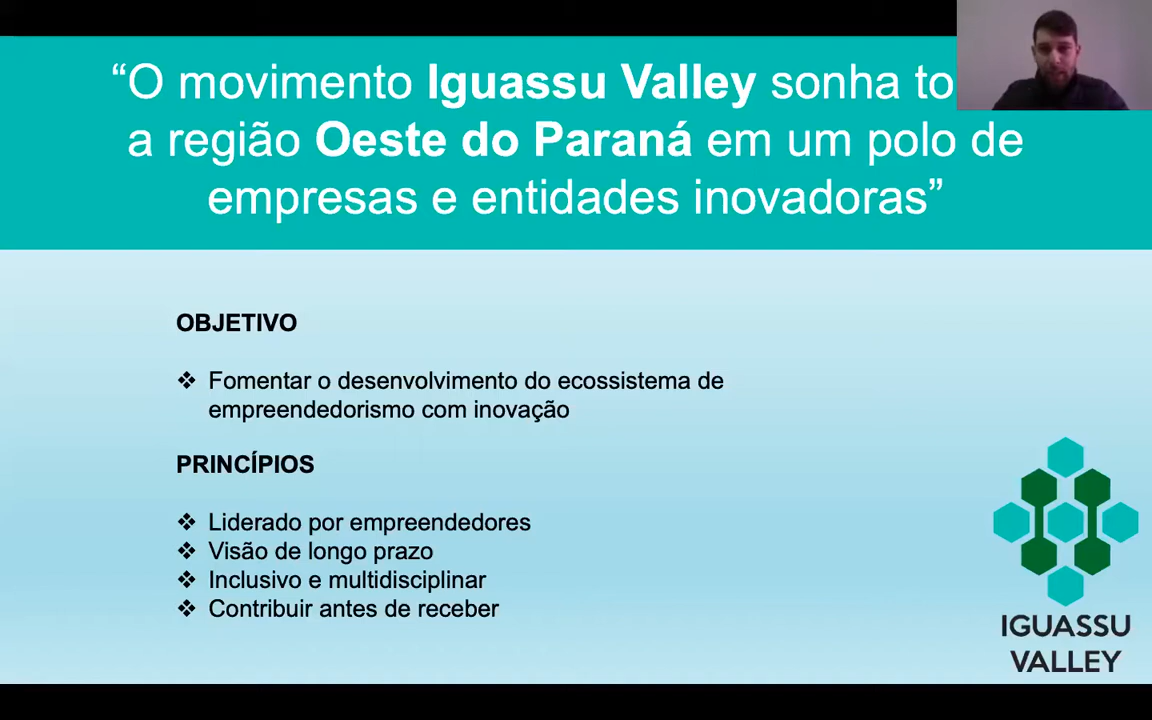 “O movimento Iguassu Valley sonha
a região Oeste do Paraná em um polo de
empresas e entidades inovadoras”
OBJETIVO
❖ Fomentar o desenvolvimento do ecossistema de
empreendedorismo com inovação
PRINCÍPIOS
❖ Liderado por empreendedores
❖ Visão de longo prazo
❖ Inclusivo e multidisciplinar
❖ Contribuir antes de receber
IGUASSU
VALLEY